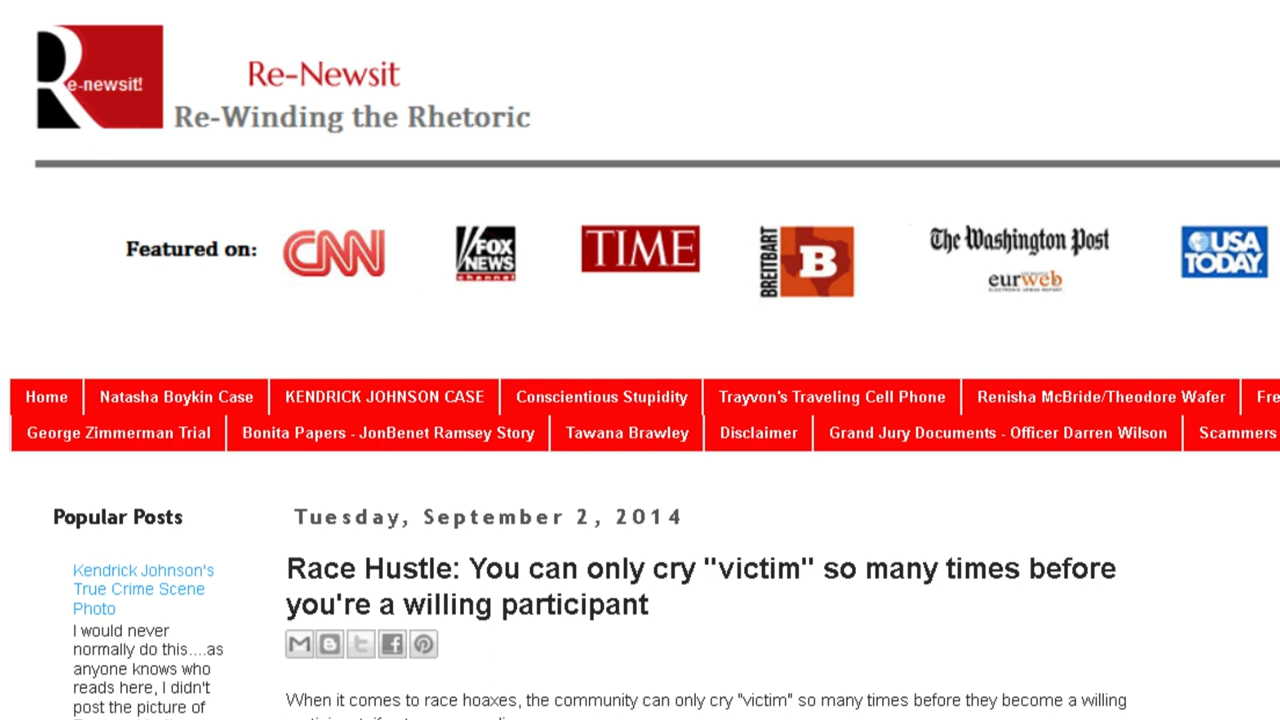 Re-newsit!
Re-Newsit
Re-Winding the Rhetoric
Featured on:
CNN
FOX NEWS channel
TIME
BREITBART B
The Washington Post
eurweb
USA TODAY
Home
Natasha Boykin Case
KENDRICK JOHNSON CASE
Conscientious Stupidity
Trayvon's Traveling Cell Phone
Renisha McBride/Theodore Wafer
Fre
George Zimmerman Trial
Bonita Papers - JonBenet Ramsey Story
Tawana Brawley
Disclaimer
Grand Jury Documents - Officer Darren Wilson
Scammers
Popular Posts
Kendrick Johnson's
True Crime Scene
Photo
I would never
normally do this....as
anyone knows who
reads here, I didn't
post the picture of
Tuesday, September 2, 2014
Race Hustle: You can only cry "victim" so many times before
you're a willing participant
When it comes to race hoaxes, the community can only cry "victim" so many times before they become a willing